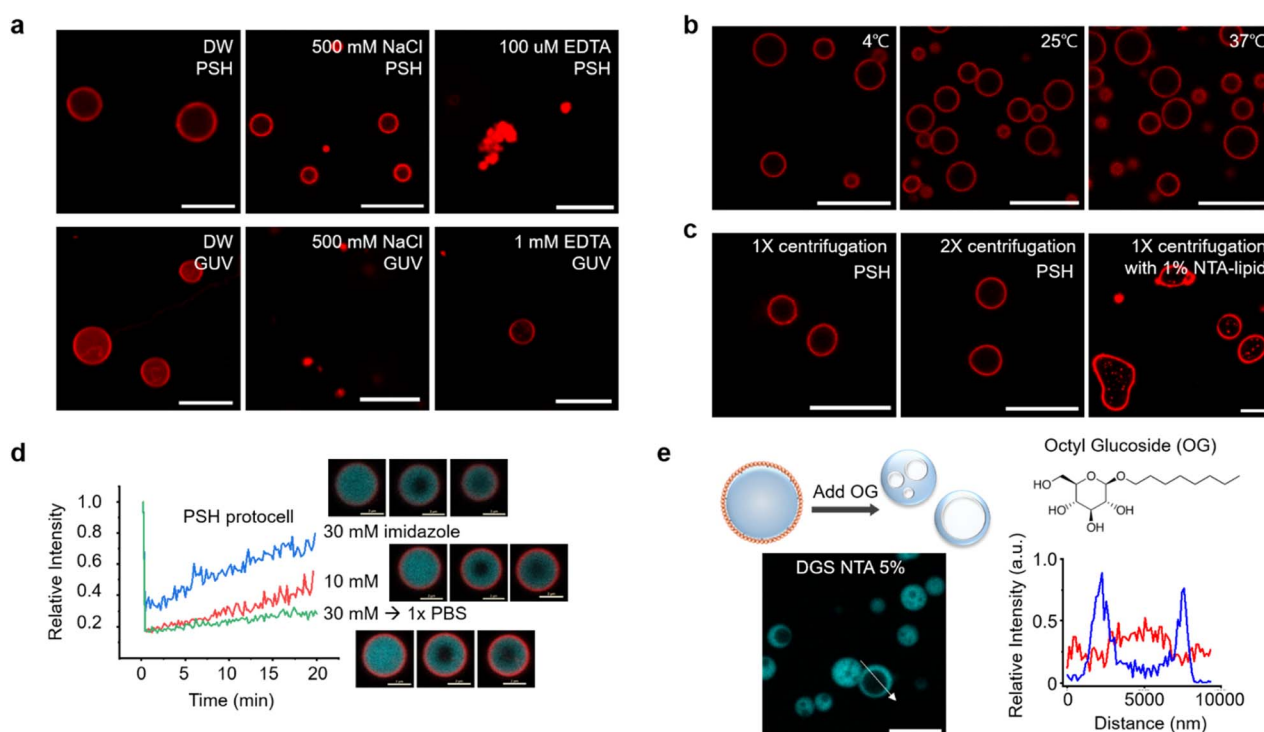 a
DW
PSH
500 mM NaCl
PSH
100 uM EDTA
PSH
DW
GUV
500 mM NaCl
GUV
1 mM EDTA
GUV
b
4℃
25℃
37℃
c
1X centrifugation
PSH
2X centrifugation
PSH
1X centrifugation
with 1% NTA-lipid
d
Relative Intensity
1.0
0.8
0.6
0.4
0.2
PSH protocell
30 mM imidazole
10 mM
30 mM → 1x PBS
0
5
10
15
20
Time (min)
e
Add OG
Octyl Glucoside (OG)
HO
O
O
HO
OH
OH
DGS NTA 5%
Relative Intensity (a.u.)
1.0
0.5
0
0
5000
10000
Distance (nm)